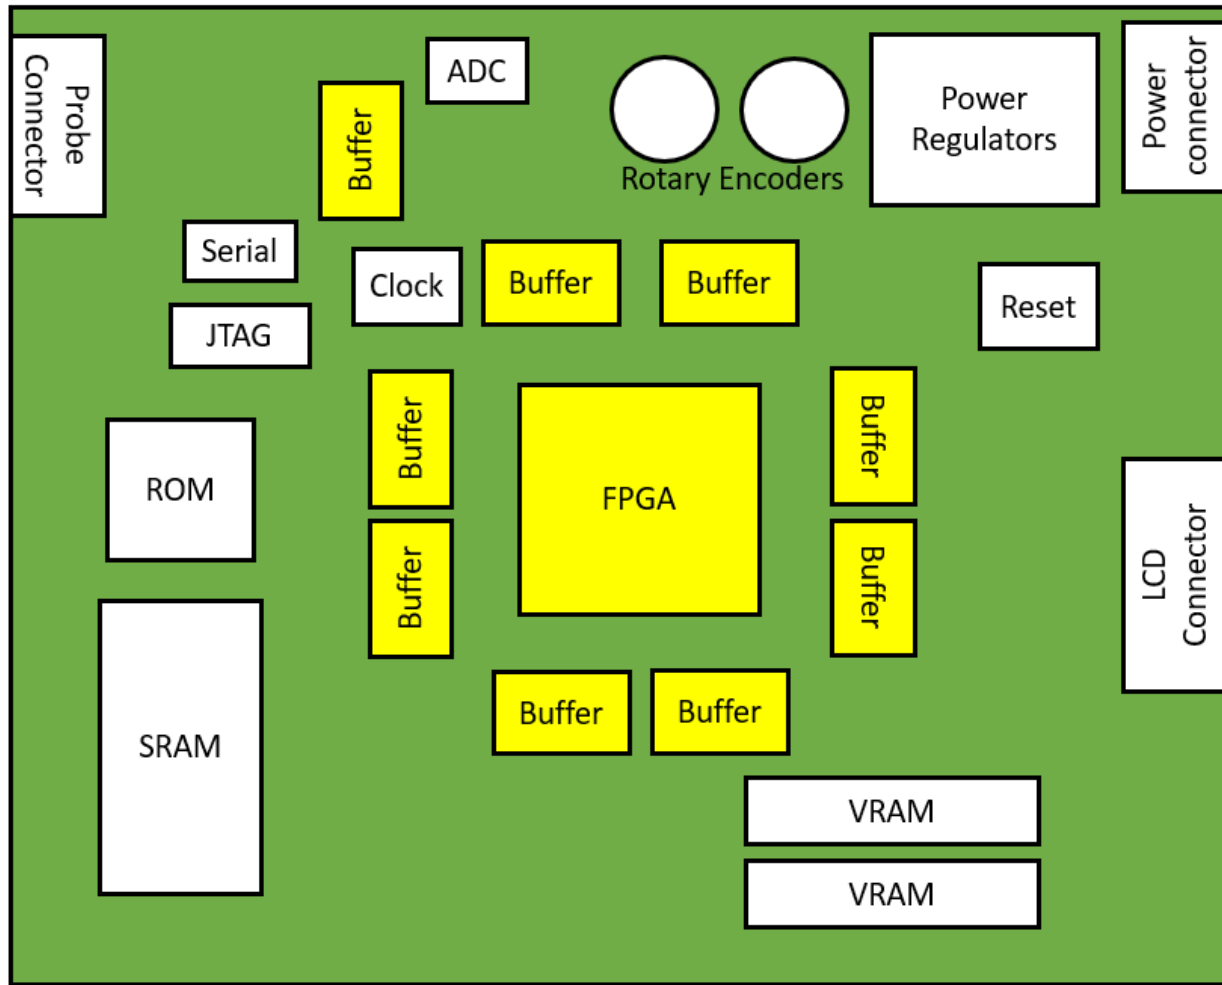 Probe
Connector
ADC
Buffer
Rotary Encoders
Power
Regulators
Power
connector
Serial
Clock
Buffer
Buffer
Reset
JTAG
Buffer
FPGA
Buffer
ROM
LCD
Connector
Buffer
Buffer
Buffer
Buffer
SRAM
VRAM
VRAM